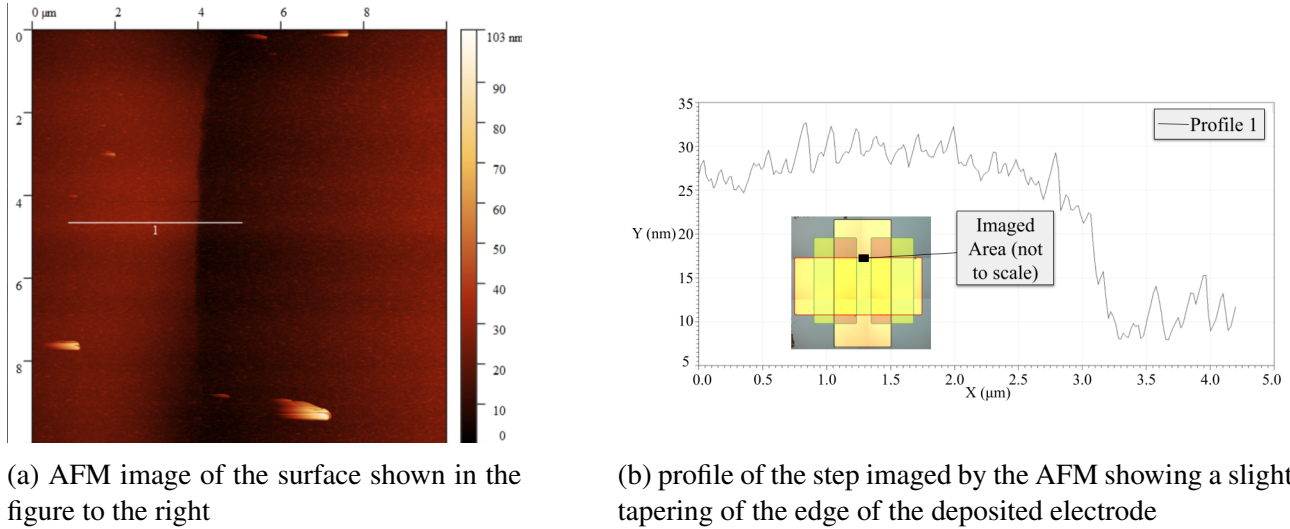 0 µm 2 4 6 8
0
2
4
6
8
1
103 nm
90
80
70
60
50
40
30
20
10
0
35
30
25
Y (nm) 20
15
10
5
0.0 0.5 1.0 1.5 2.0 2.5 3.0 3.5 4.0 4.5 5.0
X (µm)
Profile 1
Imaged
Area (not
to scale)
(a) AFM image of the surface shown in the
figure to the right
(b) profile of the step imaged by the AFM showing a slight
tapering of the edge of the deposited electrode